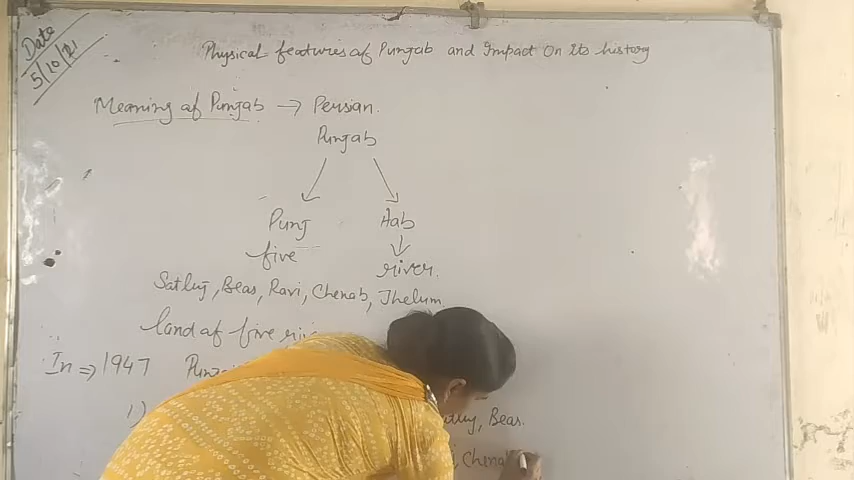 Date
5/10/21
Physical features of Punjab and Impact On Its history
Meaning of Punjab → Persian.
Punjab
Punj Hab
five river.
Satluj, Beas, Ravi, Chenab, Jhelum
land of five
In ⇒ 1947
1) Beas.